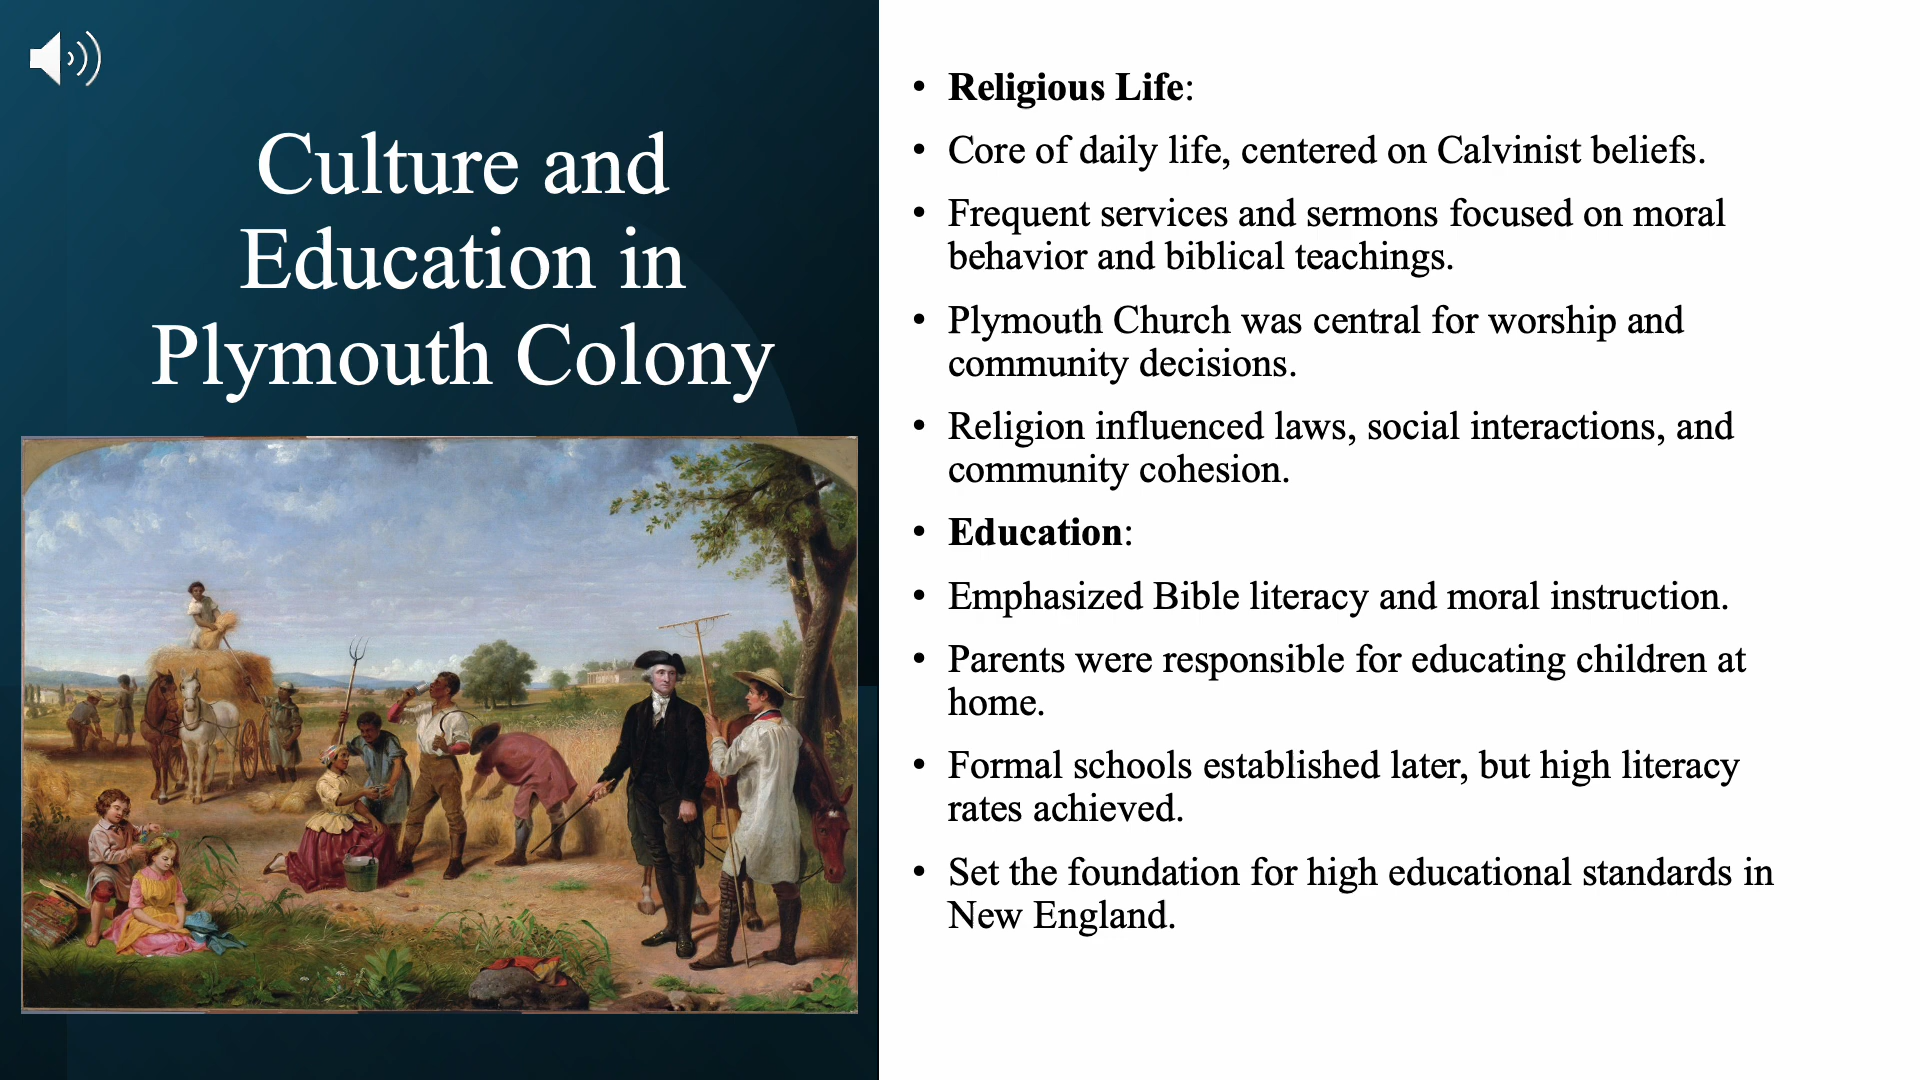 Culture and
Education in
Plymouth Colony
• Religious Life:
• Core of daily life, centered on Calvinist beliefs.
• Frequent services and sermons focused on moral
behavior and biblical teachings.
• Plymouth Church was central for worship and
community decisions.
• Religion influenced laws, social interactions, and
community cohesion.
• Education:
• Emphasized Bible literacy and moral instruction.
• Parents were responsible for educating children at
home.
• Formal schools established later, but high literacy
rates achieved.
• Set the foundation for high educational standards in
New England.